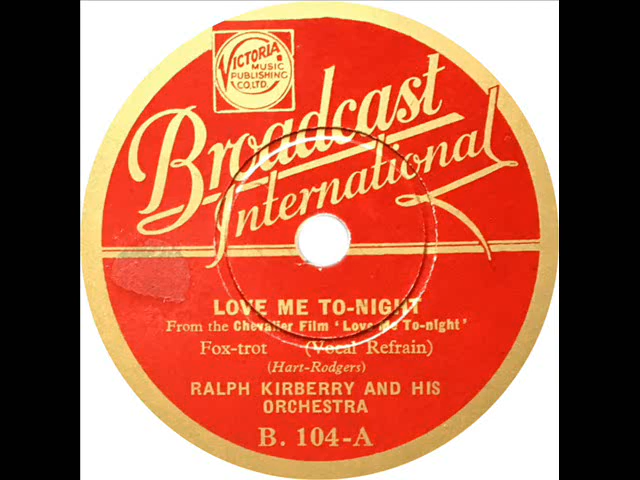 VICTORIA
MUSIC
PUBLISHING
CO. LTD.
Broadcast
International
LOVE ME TO-NIGHT
From the Chevalier Film 'Love Me To-night'
Fox-trot (Vocal Refrain)
(Hart-Rodgers)
RALPH KIRBERRY AND HIS
ORCHESTRA
B. 104-A